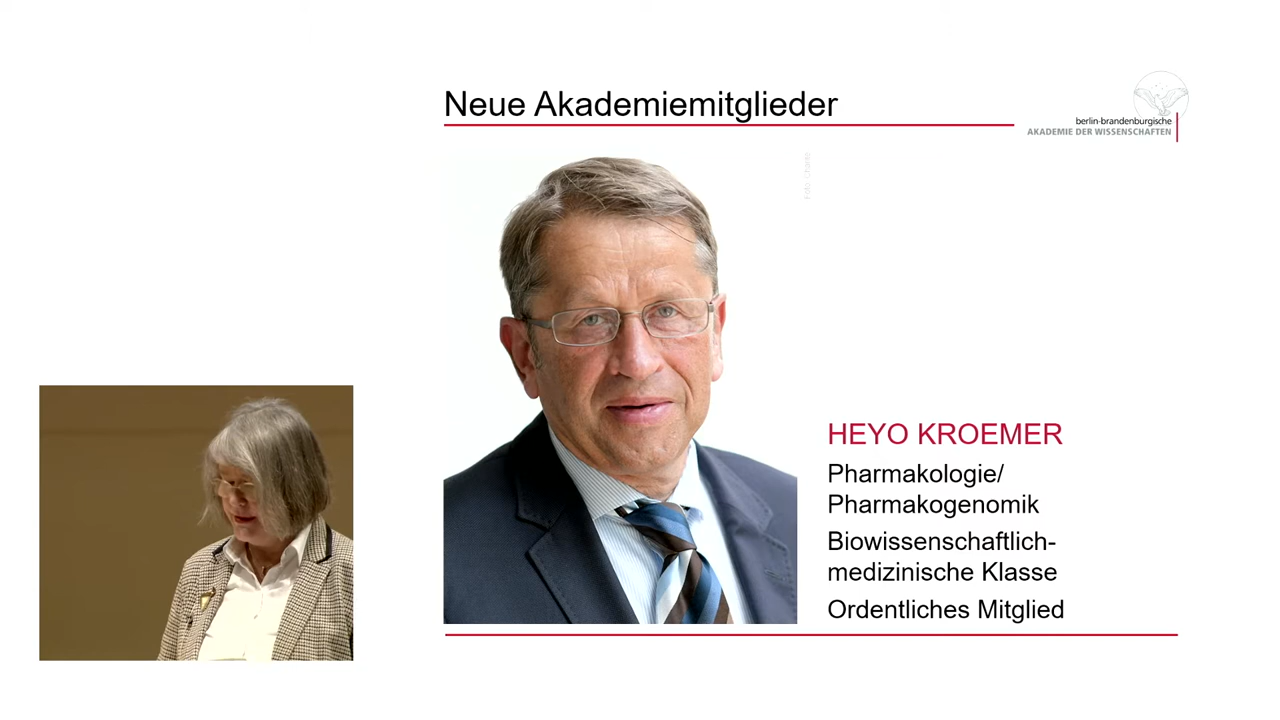 Neue Akademiemitglieder
berlin-brandenburgische
AKADEMIE DER WISSENSCHAFTEN
HEYO KROEMER
Pharmakologie/
Pharmakogenomik
Biowissenschaftlich-
medizinische Klasse
Ordentliches Mitglied